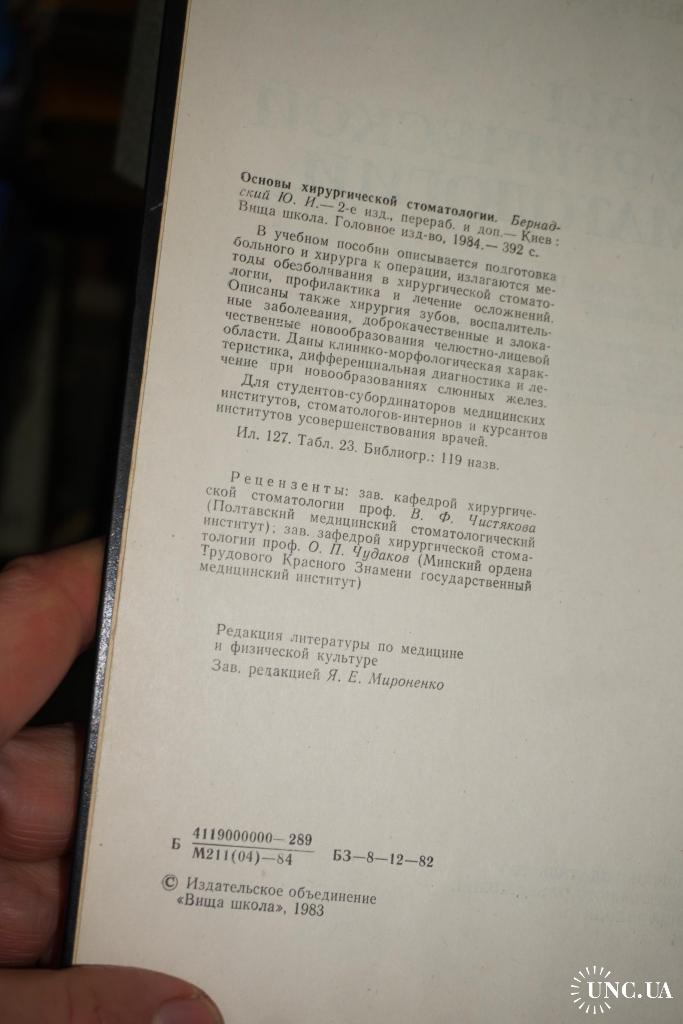 Основы хирургической стоматологии. Бернад-
ский Ю. И.— 2-е изд., перераб. и доп.— Киев :
Вища школа. Головное изд-во, 1984.— 392 с.
В учебном пособии описывается подготовка
больного и хирурга к операции, излагаются ме-
тоды обезболивания в хирургической стомато-
логии, профилактика и лечение осложнений.
Описаны также хирургия зубов, воспалитель-
ные заболевания, доброкачественные и злока-
чественные новообразования челюстно-лицевой
области. Даны клинико-морфологическая харак-
теристика, дифференциальная диагностика и ле-
чение при новообразованиях слюнных желез.
Для студентов-субординаторов медицинских
институтов, стоматологов-интернов и курсантов
институтов усовершенствования врачей.
Ил. 127. Табл. 23. Библиогр.: 119 назв.
Рецензенты: зав. кафедрой хирургиче-
ской стоматологии проф. В. Ф. Чистякова
(Полтавский медицинский стоматологический
институт); зав. зафедрой хирургической стома-
тологии проф. О. П. Чудаков (Минский ордена
Трудового Красного Знамени государственный
медицинский институт)
Редакция литературы по медицине
и физической культуре
Зав. редакцией Я. Е. Мироненко
Б 4119000000—289
М211(04)—84 БЗ—8—12—82
© Издательское объединение
«Вища школа», 1983
UNC.UA